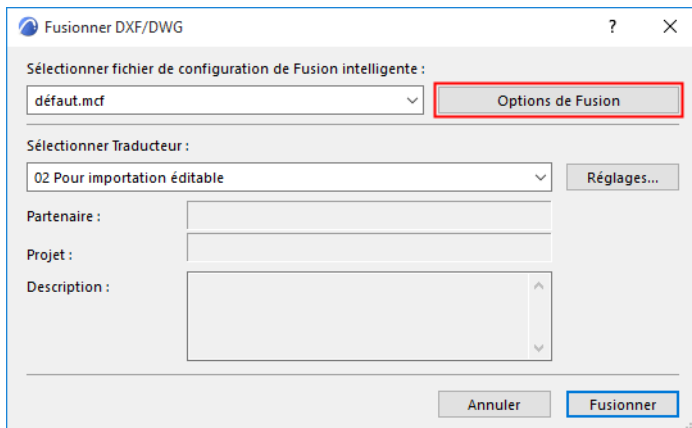 Fusionner DXF/DWG
Sélectionner fichier de configuration de Fusion intelligente :
défaut.mcf
Options de Fusion
Sélectionner Traducteur :
02 Pour importation éditable
Réglages...
Partenaire :
Projet :
Description :
Annuler
Fusionner